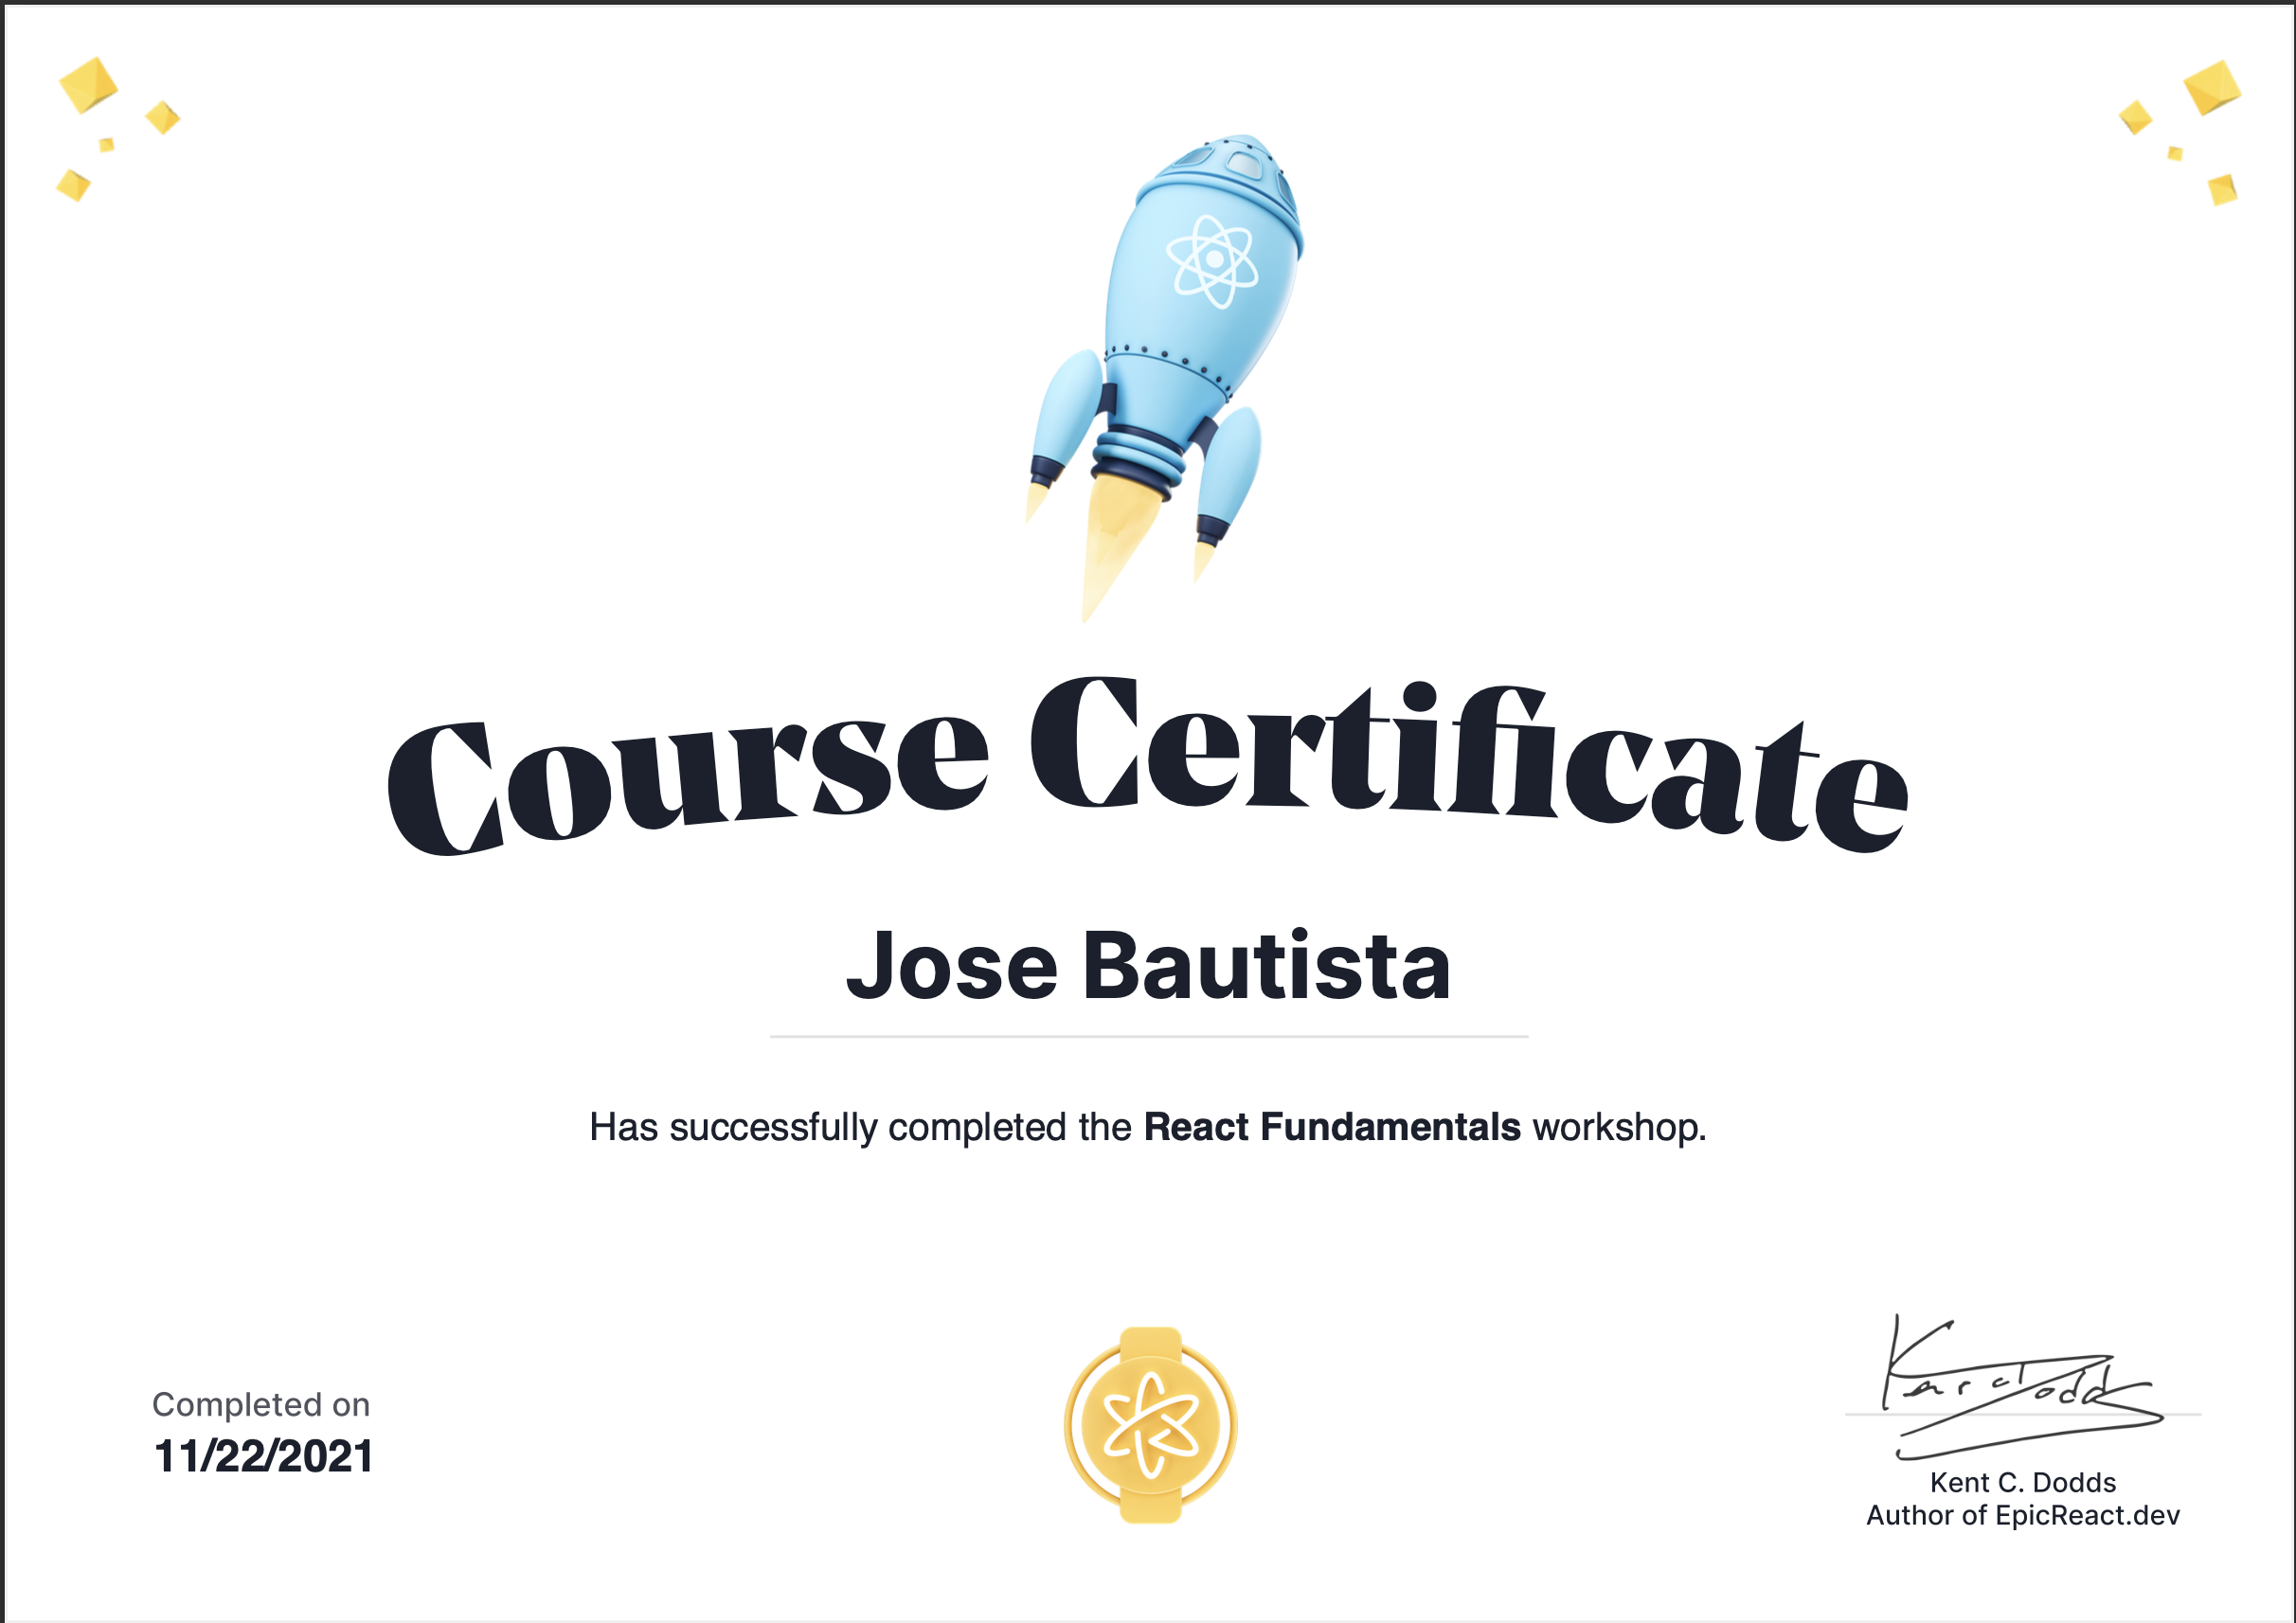 Course Certificate
Jose Bautista
Has successfully completed the React Fundamentals workshop.
Completed on
11/22/2021
Kent C Dodds
Kent C. Dodds
Author of EpicReact.dev